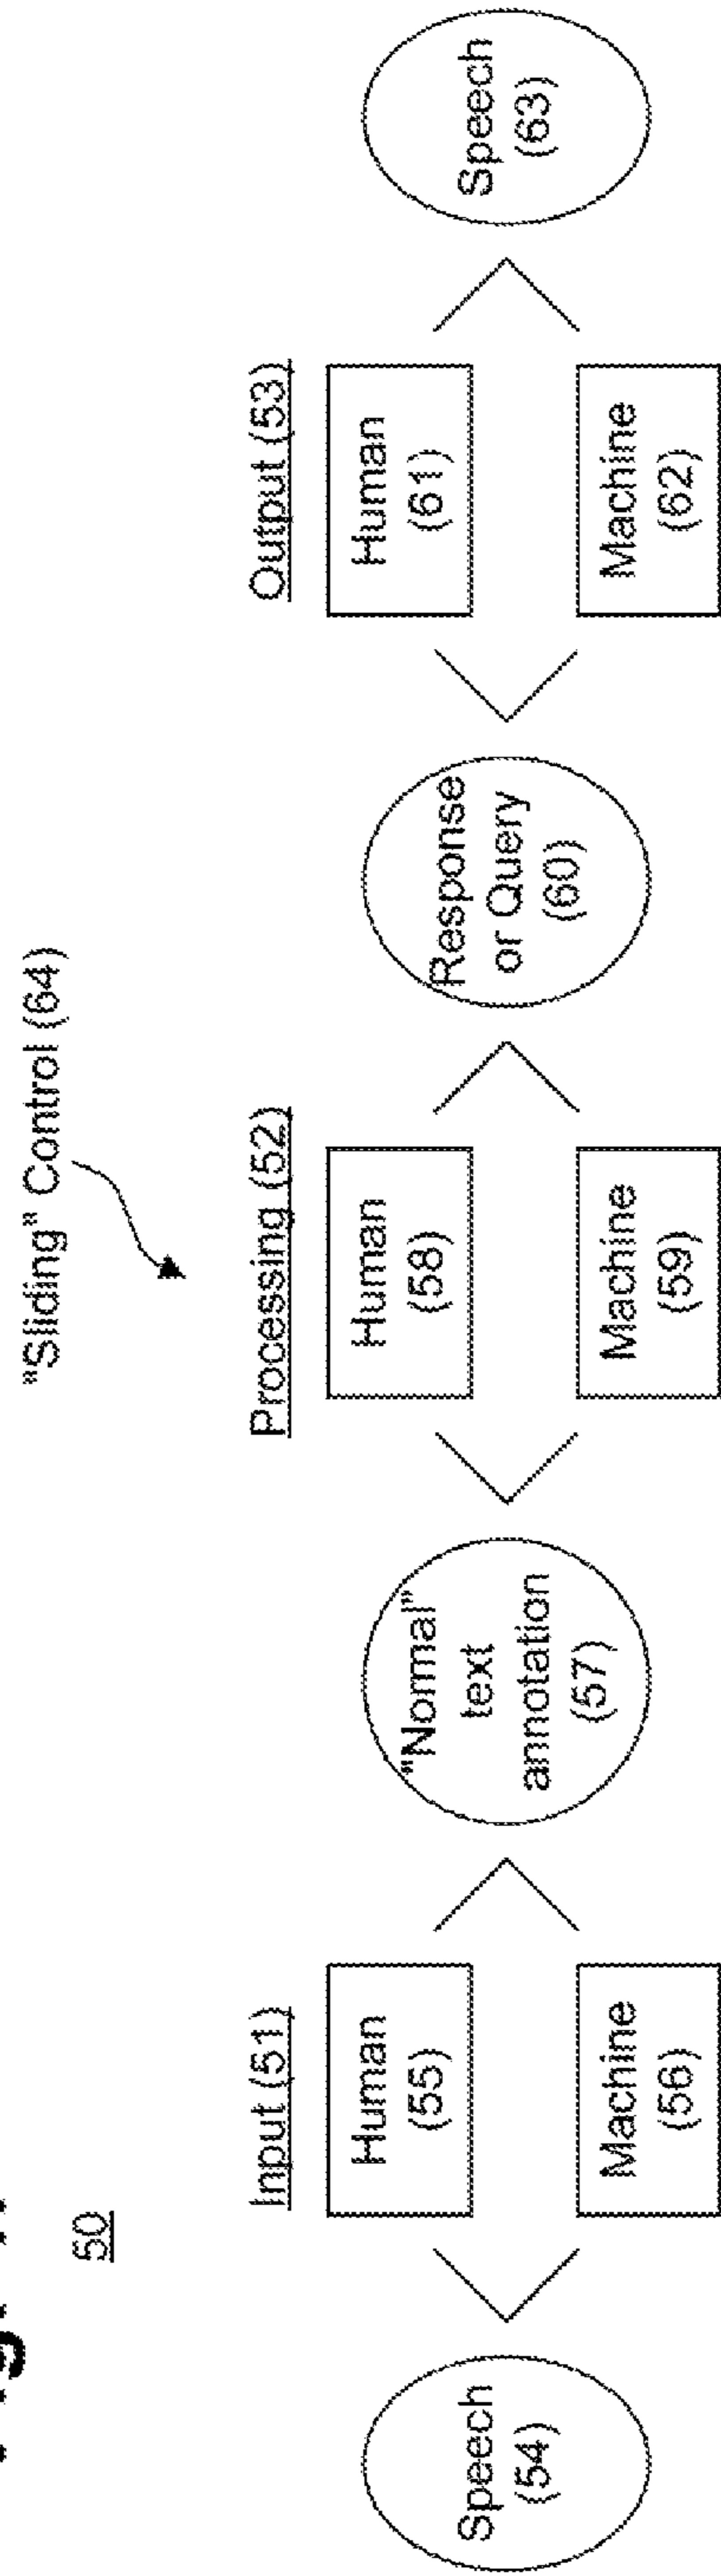 50
"Sliding" Control (64)
Input (51)
Processing (52)
Output (53)
Speech
(54)
Human
(55)
Machine
(56)
"Normal"
text
annotation
(57)
Human
(58)
Machine
(59)
Response
or Query
(60)
Human
(61)
Machine
(62)
Speech
(63)